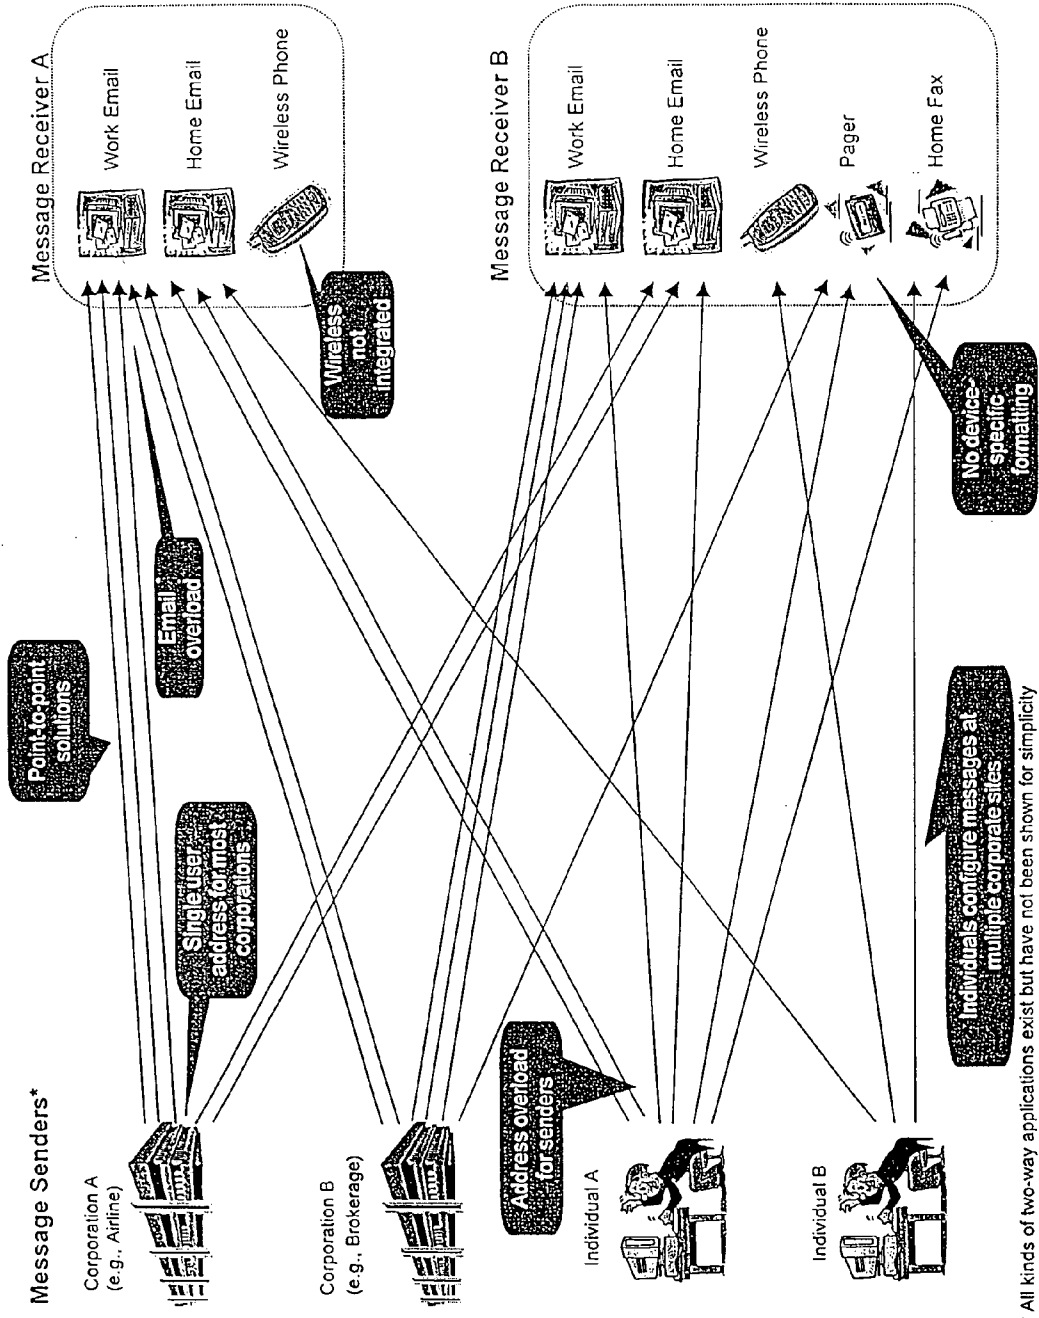 Message Senders*
Corporation A
(e.g., Airline)
Corporation B
(e.g., Brokerage)
Individual A
Individual B
Point-to-point
solutions
Single user
address for most
corporations
Email
overload
Address overload
for senders
Individuals configure messages at
multiple corporate sites
Wireless
not
integrated
No device-
specific
formatting
Message Receiver A
Work Email
Home Email
Wireless Phone
Message Receiver B
Work Email
Home Email
Wireless Phone
Pager
Home Fax
All kinds of two-way applications exist but have not been shown for simplicity